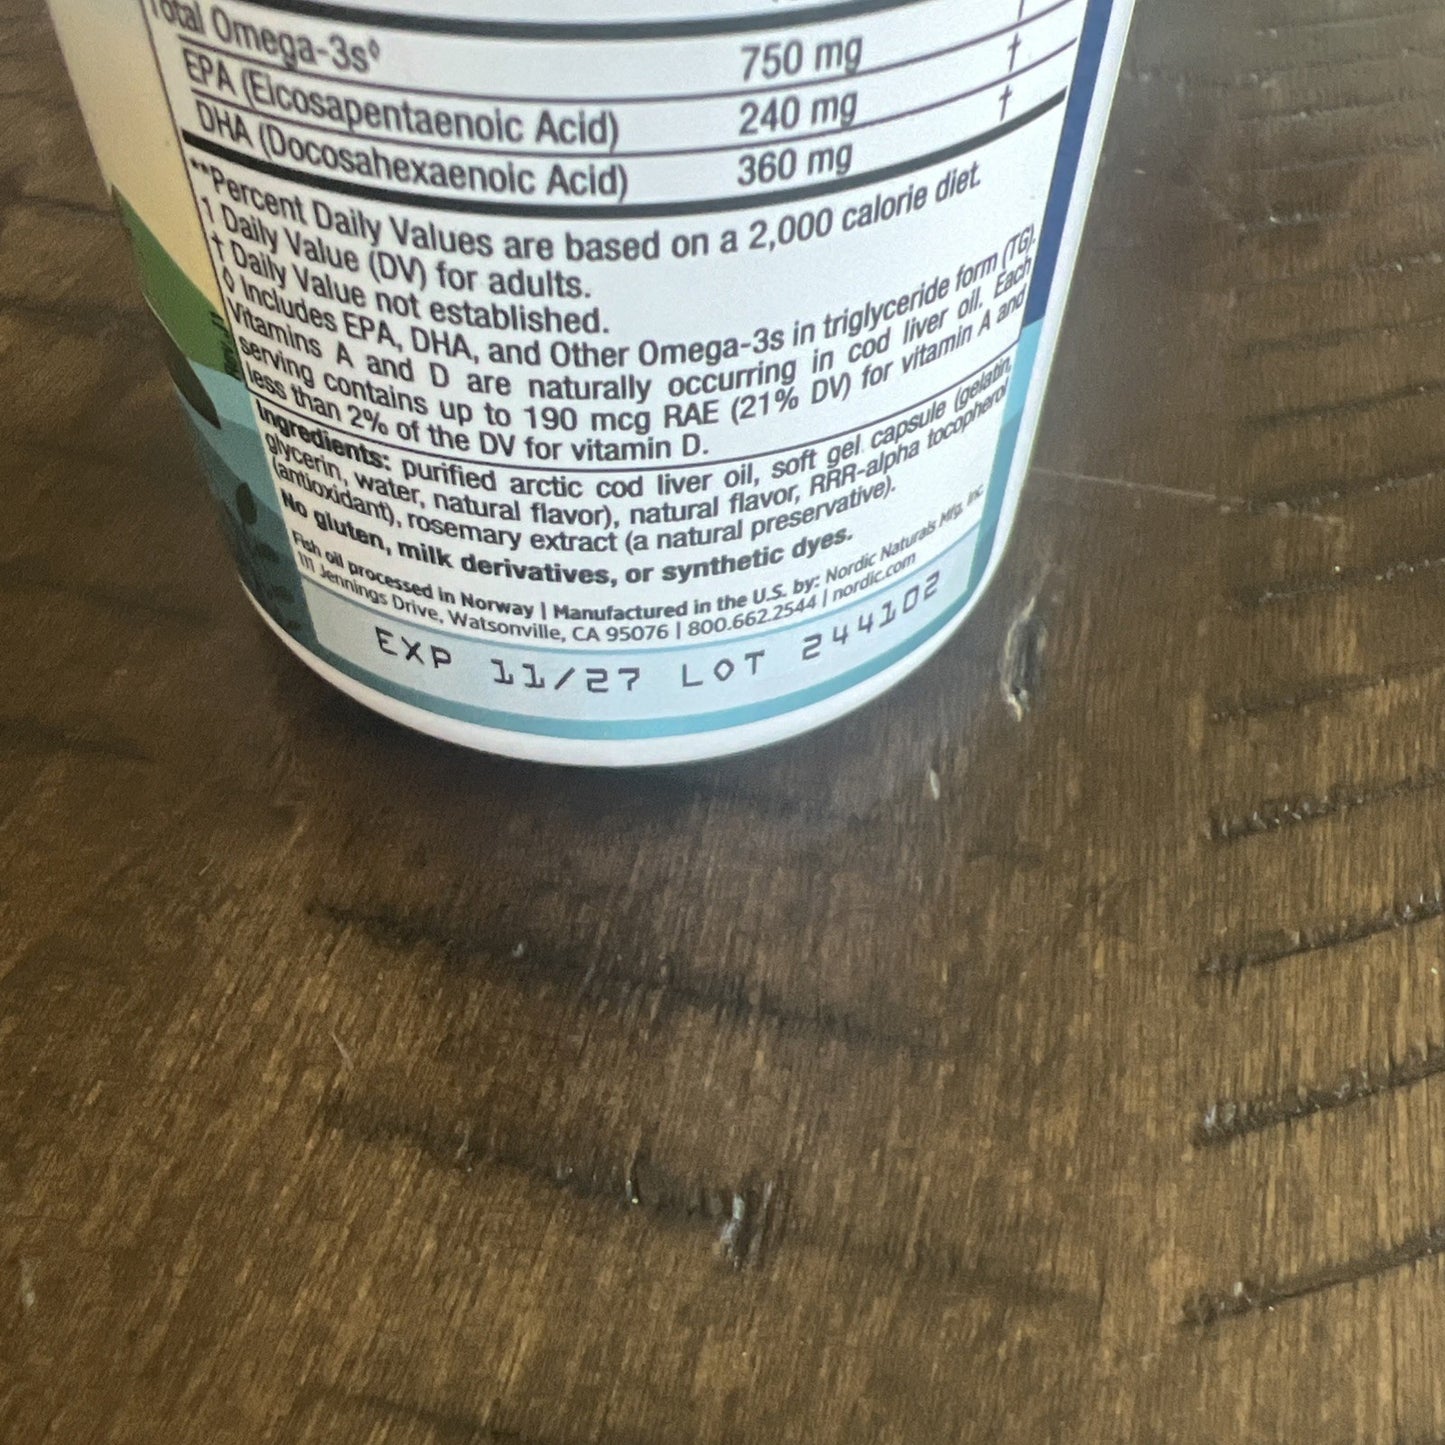 Total Omega-3s◊ 750 mg †
EPA (Eicosapentaenoic Acid) 240 mg †
DHA (Docosahexaenoic Acid) 360 mg †
**Percent Daily Values are based on a 2,000 calorie diet.
1 Daily Value (DV) for adults.
† Daily Value not established.
◊ Includes EPA, DHA, and Other Omega-3s in triglyceride form (TG).
Vitamins A and D are naturally occurring in cod liver oil. Each
serving contains up to 190 mcg RAE (21% DV) for vitamin A and
less than 2% of the DV for vitamin D.
Ingredients: purified arctic cod liver oil, soft gel capsule (gelatin,
glycerin, water, natural flavor), natural flavor, RRR-alpha tocopherol
(antioxidant), rosemary extract (a natural preservative).
No gluten, milk derivatives, or synthetic dyes.
Fish oil processed in Norway | Manufactured in the U.S. by: Nordic Naturals Mfg. Inc.
111 Jennings Drive, Watsonville, CA 95076 | 800.662.2544 | nordic.com
EXP 11/27 LOT 244102